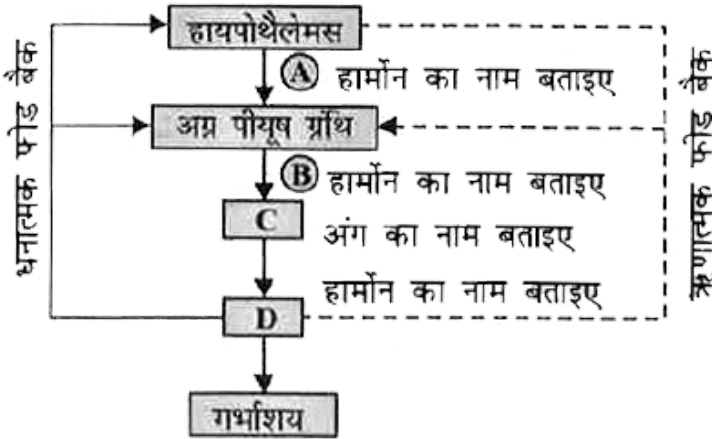 हायपोथैलेमस
A हार्मोन का नाम बताइए
अग्र पीयूष ग्रंथि
B हार्मोन का नाम बताइए
C अंग का नाम बताइए
हार्मोन का नाम बताइए
D
गर्भाशय
धनात्मक फीड बैक
ऋणात्मक फीड बैक